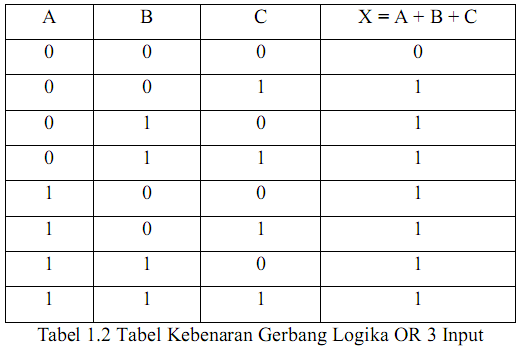 A B C X = A + B + C
0 0 0 0
0 0 1 1
0 1 0 1
0 1 1 1
1 0 0 1
1 0 1 1
1 1 0 1
1 1 1 1
Tabel 1.2 Tabel Kebenaran Gerbang Logika OR 3 Input